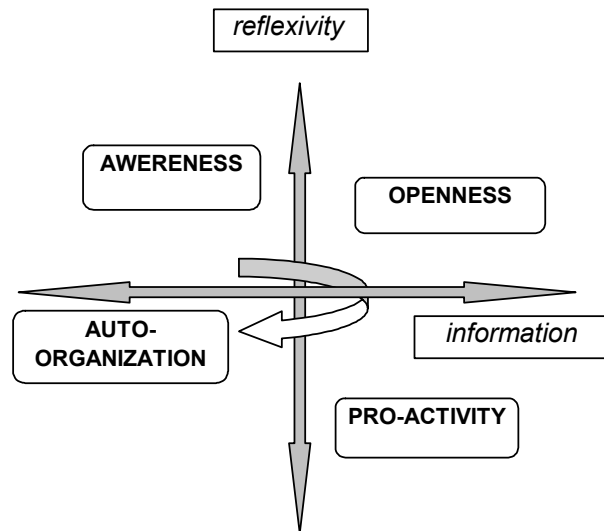 reflexivity
AWERENESS
OPENNESS
AUTO-
ORGANIZATION
information
PRO-ACTIVITY